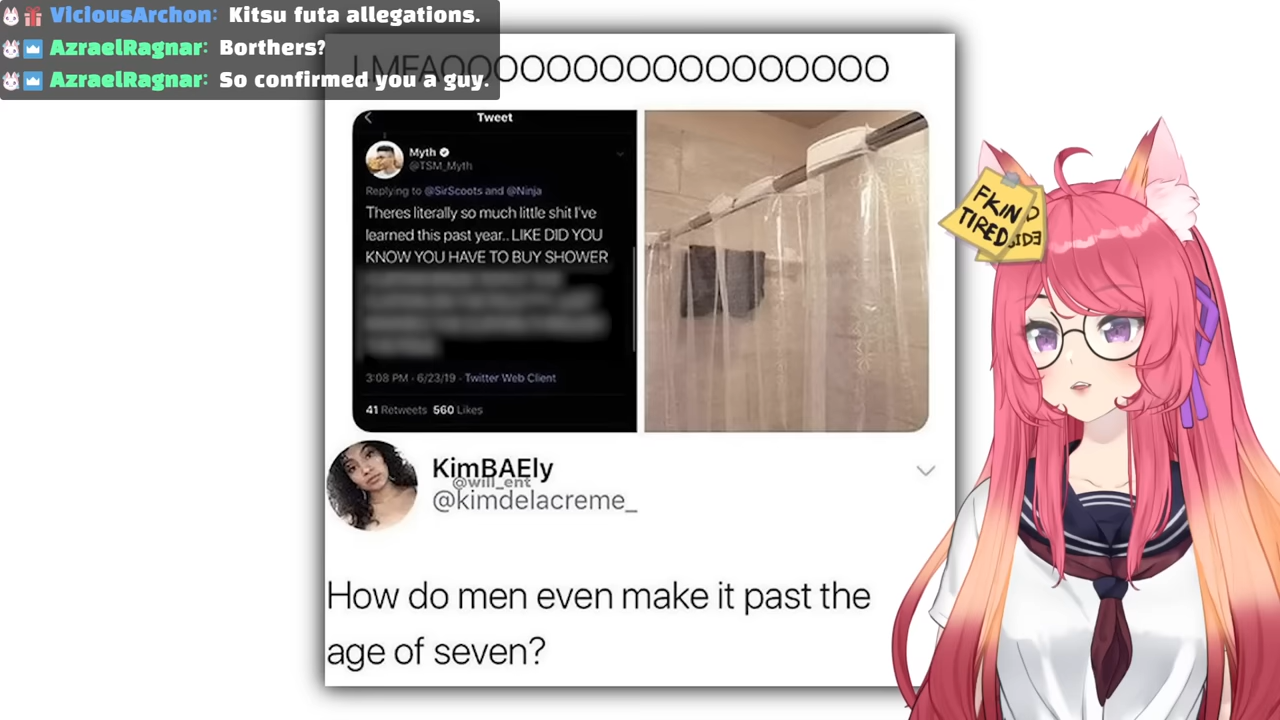 VIciousArchon: Kitsu futa allegations.
AzraelRagnar: Borthers?
AzraelRagnar: So confirmed you a guy.
LMFAOOOOOOOOOOOOOOOOOO
Tweet
Myth
@TSM_Myth
Replying to @SirScoots and @Ninja
Theres literally so much little shit I've
learned this past year.. LIKE DID YOU
KNOW YOU HAVE TO BUY SHOWER
3:08 PM · 6/23/19 · Twitter Web Client
41 Retweets 560 Likes
KimBAEly
@will_ent
@kimdelacreme_
How do men even make it past the
age of seven?
FKIN
TIRED